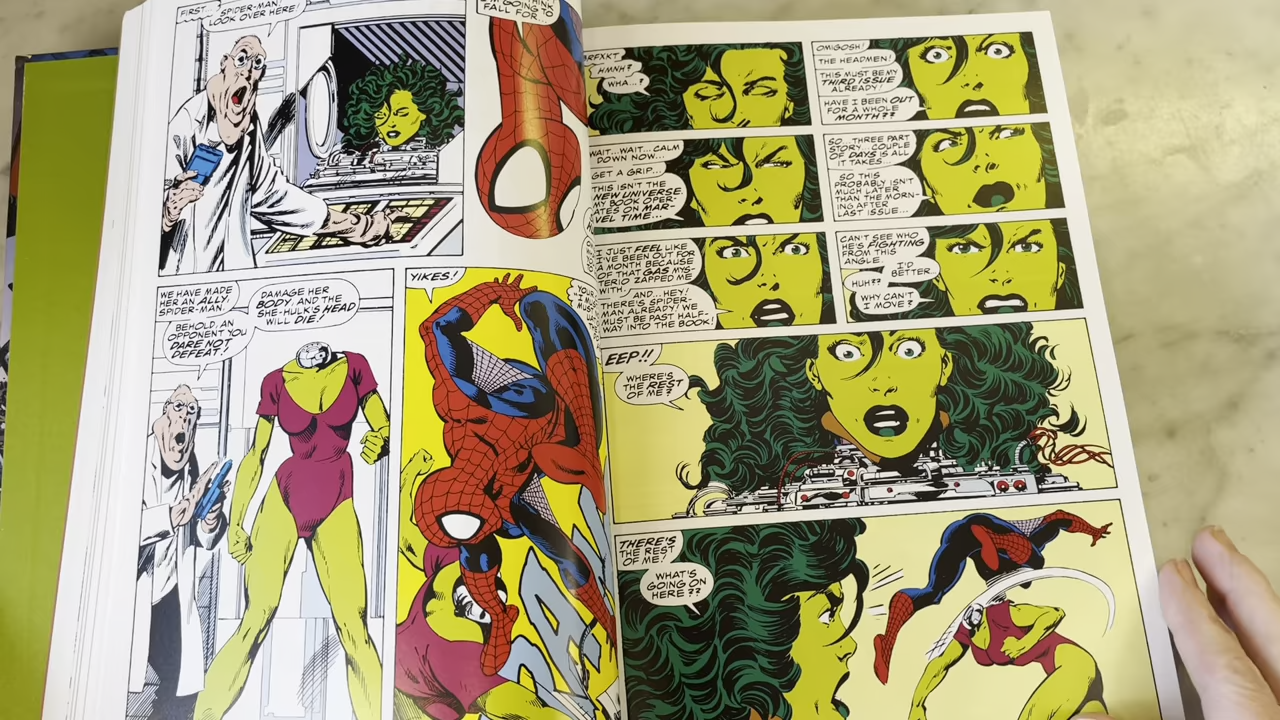 FIRST... SPIDER-MAN!
LOOK OVER HERE!
THINK
I'M GOING TO
FALL FOR...
WE HAVE MADE
HER AN ALLY,
SPIDER-MAN.
BEHOLD, AN
OPPONENT YOU
DARE NOT
DEFEAT!
DAMAGE HER
BODY, AND THE
SHE-HULK'S HEAD
WILL DIE!
YIKES!
BRFXKT
HMNH?
WHA...?
OMIGOSH!
THE HEADMEN!
THIS MUST BE MY
THIRD ISSUE
ALREADY!
HAVE I BEEN OUT
FOR A WHOLE
MONTH??
WAIT...WAIT...CALM
DOWN NOW...
GET A GRIP...
THIS ISN'T THE
NEW UNIVERSE.
MY BOOK OPER-
ATES ON MAR-
VEL TIME...
SO...THREE PART
STORY...COUPLE
OF DAYS IS ALL
IT TAKES...
SO THIS
PROBABLY ISN'T
MUCH LATER
THAN THE MORN-
ING AFTER
LAST ISSUE...
IT JUST FEEL LIKE
I'VE BEEN OUT FOR
A MONTH BECAUSE
OF THAT GAS MYS-
TERIO ZAPPED ME
WITH.
AND...HEY!
THERE'S SPIDER-
MAN ALREADY! WE
MUST BE PAST HALF-
WAY INTO THE BOOK!
CAN'T SEE WHO
HE'S FIGHTING
FROM THIS
ANGLE.
I'D
BETTER...
HUH??
WHY CAN'T
I MOVE?
EEP!!
WHERE'S
THE REST
OF ME?
THERE'S
THE REST
OF ME!
WHAT'S
GOING ON
HERE??